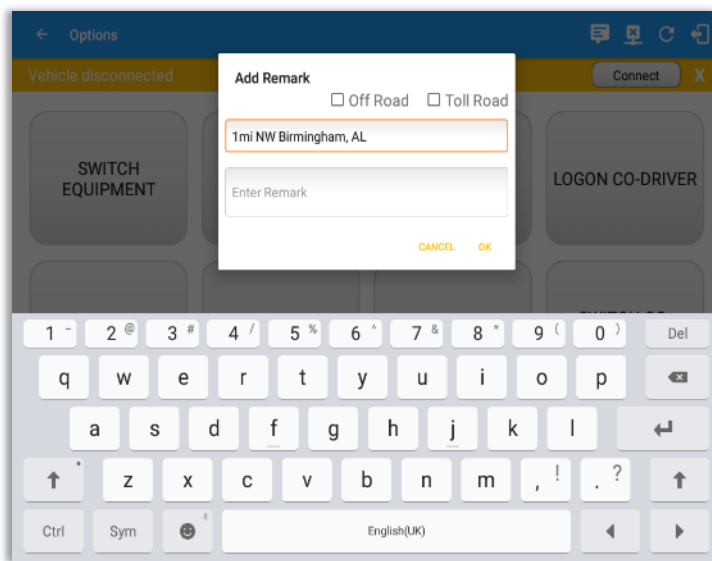 Options
Vehicle disconnected
Connect X
Add Remark
Off Road Toll Road
1mi NW Birmingham, AL
Enter Remark
CANCEL OK
SWITCH
EQUIPMENT
LOGON CO-DRIVER
1 - 2 @ 3 # 4 / 5 % 6 ^ 7 & 8 * 9 ( 0 ) Del
q w e r t y u i o p
a s d f g h j k l
z x c v b n m , ! . ?
Ctrl Sym English(UK)